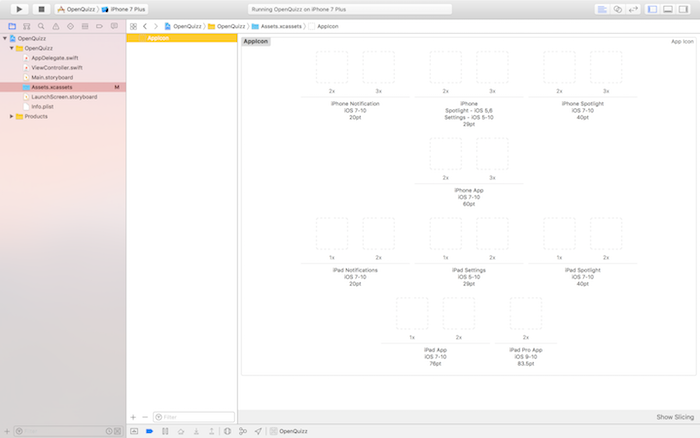 OpenQuizz
iPhone 7 Plus
Running OpenQuizz on iPhone 7 Plus
OpenQuizz
OpenQuizz
Assets.xcassets
AppIcon
OpenQuizz
OpenQuizz
AppDelegate.swift
ViewController.swift
Main.storyboard
Assets.xcassets M
LaunchScreen.storyboard
Info.plist
Products
AppIcon
AppIcon
App Icon
2x 3x
iPhone Notification
iOS 7-10
20pt
2x 3x
iPhone
Spotlight - iOS 5,6
Settings - iOS 5-10
29pt
2x 3x
iPhone Spotlight
iOS 7-10
40pt
2x 3x
iPhone App
iOS 7-10
60pt
1x 2x
iPad Notifications
iOS 7-10
20pt
1x 2x
iPad Settings
iOS 5-10
29pt
1x 2x
iPad Spotlight
iOS 7-10
40pt
1x 2x
iPad App
iOS 7-10
76pt
2x
iPad Pro App
iOS 9-10
83.5pt
Filter
Show Slicing
OpenQuizz